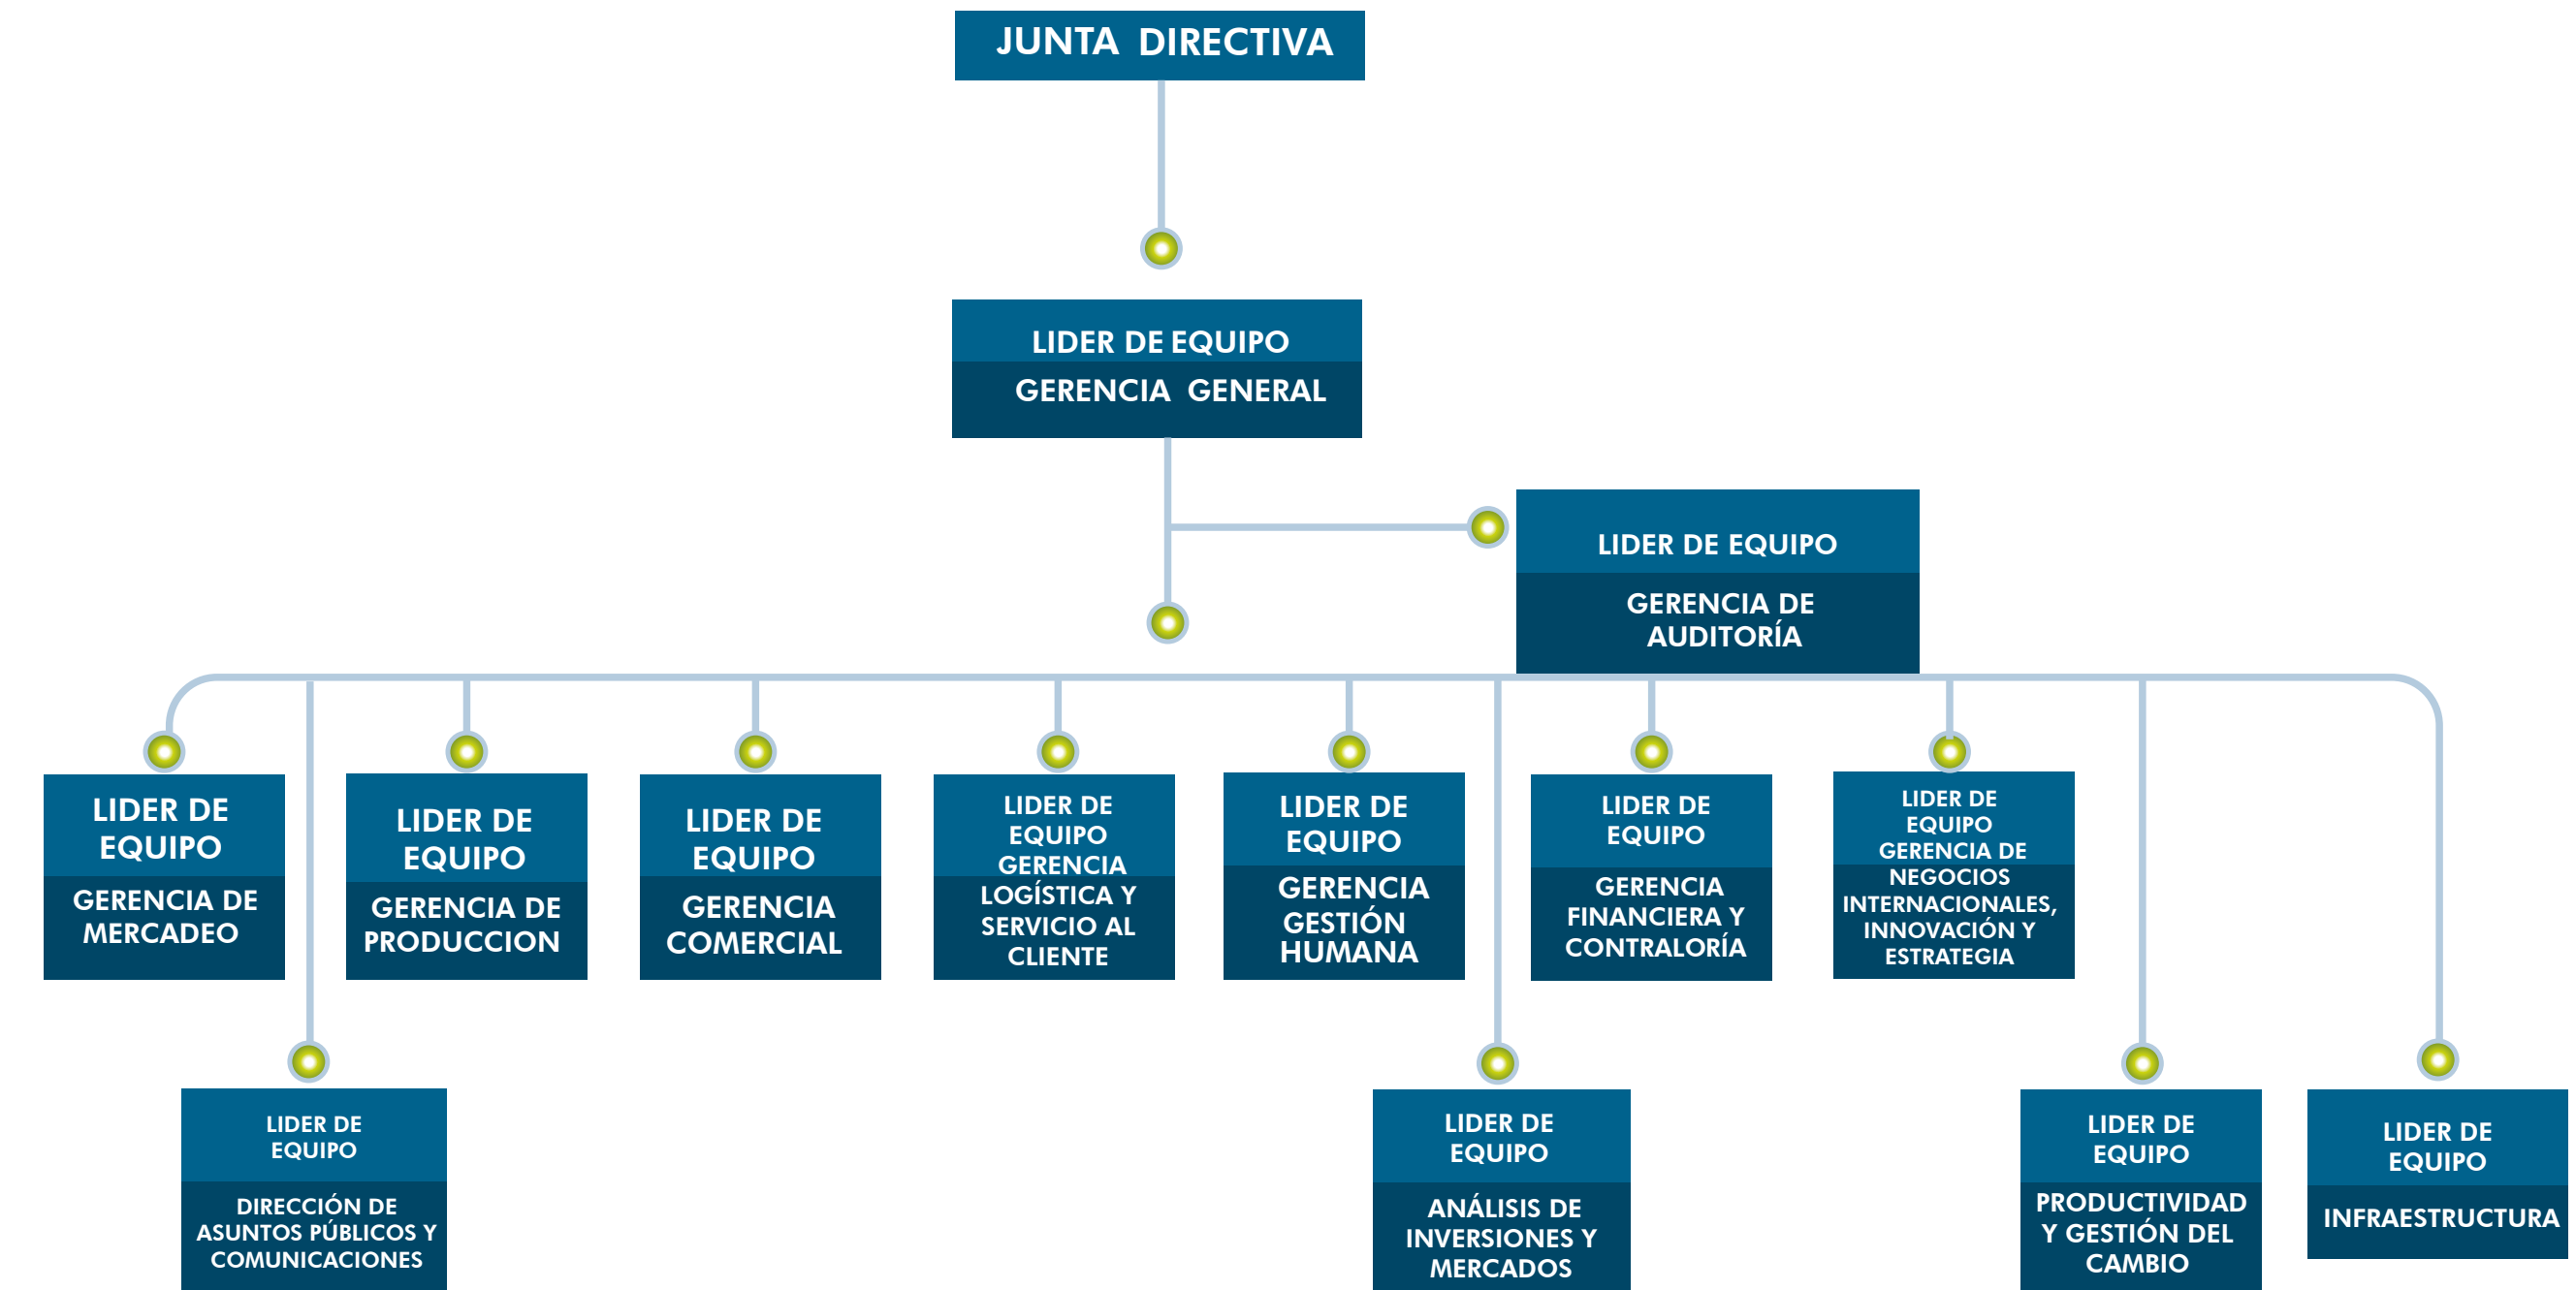 JUNTA DIRECTIVA
LIDER DE EQUIPO
GERENCIA GENERAL
LIDER DE EQUIPO
GERENCIA DE
AUDITORÍA
LIDER DE
EQUIPO
GERENCIA DE
MERCADEO
LIDER DE
EQUIPO
GERENCIA DE
PRODUCCION
LIDER DE
EQUIPO
GERENCIA
COMERCIAL
LIDER DE
EQUIPO
GERENCIA
LOGÍSTICA Y
SERVICIO AL
CLIENTE
LIDER DE
EQUIPO
GERENCIA
GESTIÓN
HUMANA
LIDER DE
EQUIPO
GERENCIA
FINANCIERA Y
CONTRALORÍA
LIDER DE
EQUIPO
GERENCIA DE
NEGOCIOS
INTERNACIONALES,
INNOVACIÓN Y
ESTRATEGIA
LIDER DE
EQUIPO
DIRECCIÓN DE
ASUNTOS PÚBLICOS Y
COMUNICACIONES
LIDER DE
EQUIPO
ANÁLISIS DE
INVERSIONES Y
MERCADOS
LIDER DE
EQUIPO
PRODUCTIVIDAD
Y GESTIÓN DEL
CAMBIO
LIDER DE
EQUIPO
INFRAESTRUCTURA